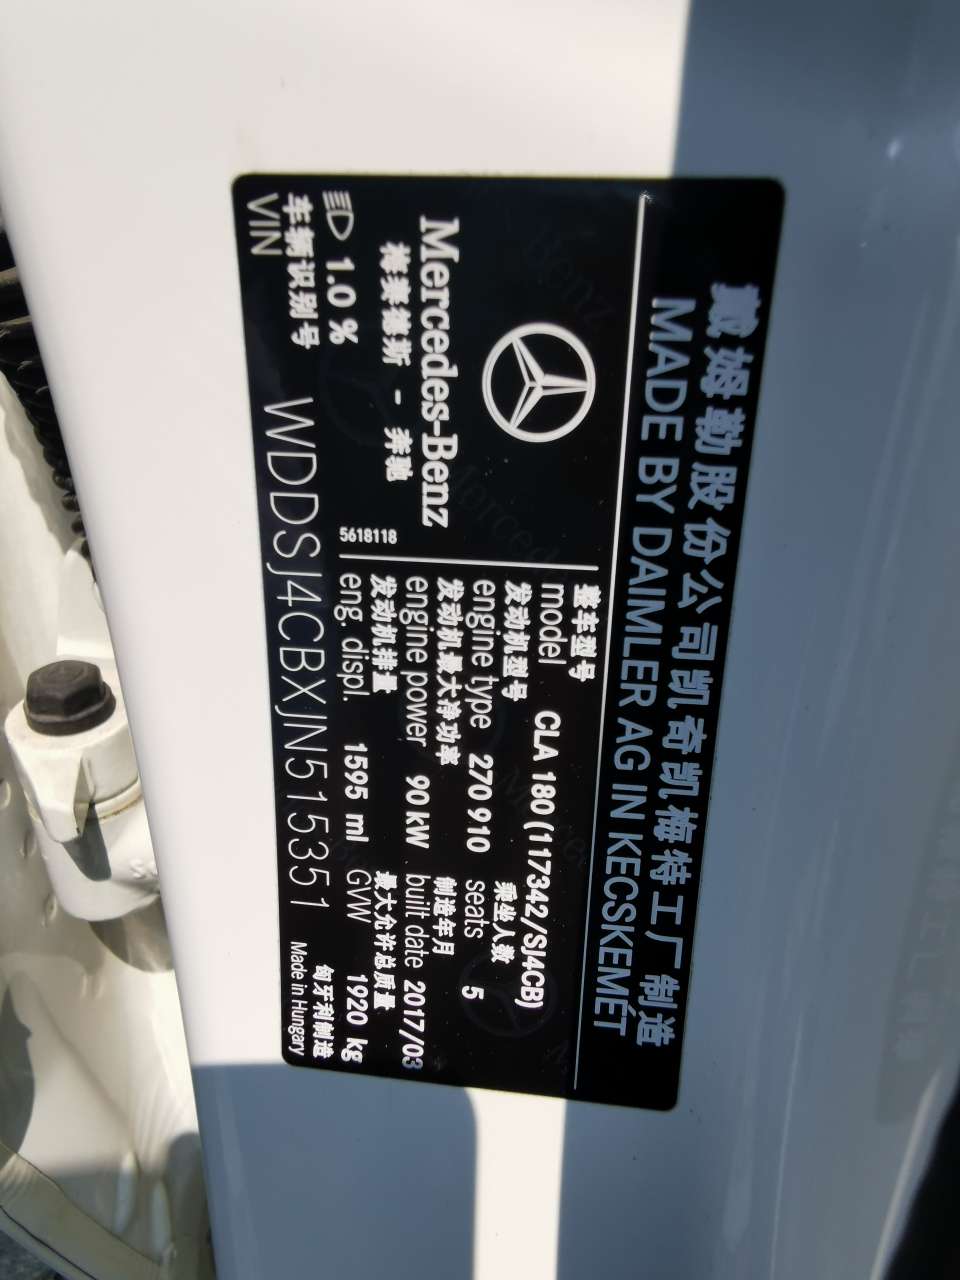 戴姆勒股份公司凯奇凯梅特工厂制造
MADE BY DAIMLER AG IN KECSKEMÉT
Mercedes-Benz
梅赛德斯 - 奔驰
1.0 %
5618118
整车型号
model CLA 180 (117342/SJ4CB)
发动机型号 乘坐人数
engine type 270 910 seats 5
发动机最大净功率 制造年月
engine power 90 kW built date 2017/03
发动机排量 最大允许总质量
eng. displ. 1595 ml GVW 1920 kg
车辆识别号 匈牙利制造
VIN WDDSJ4CBXJN515351 Made in Hungary